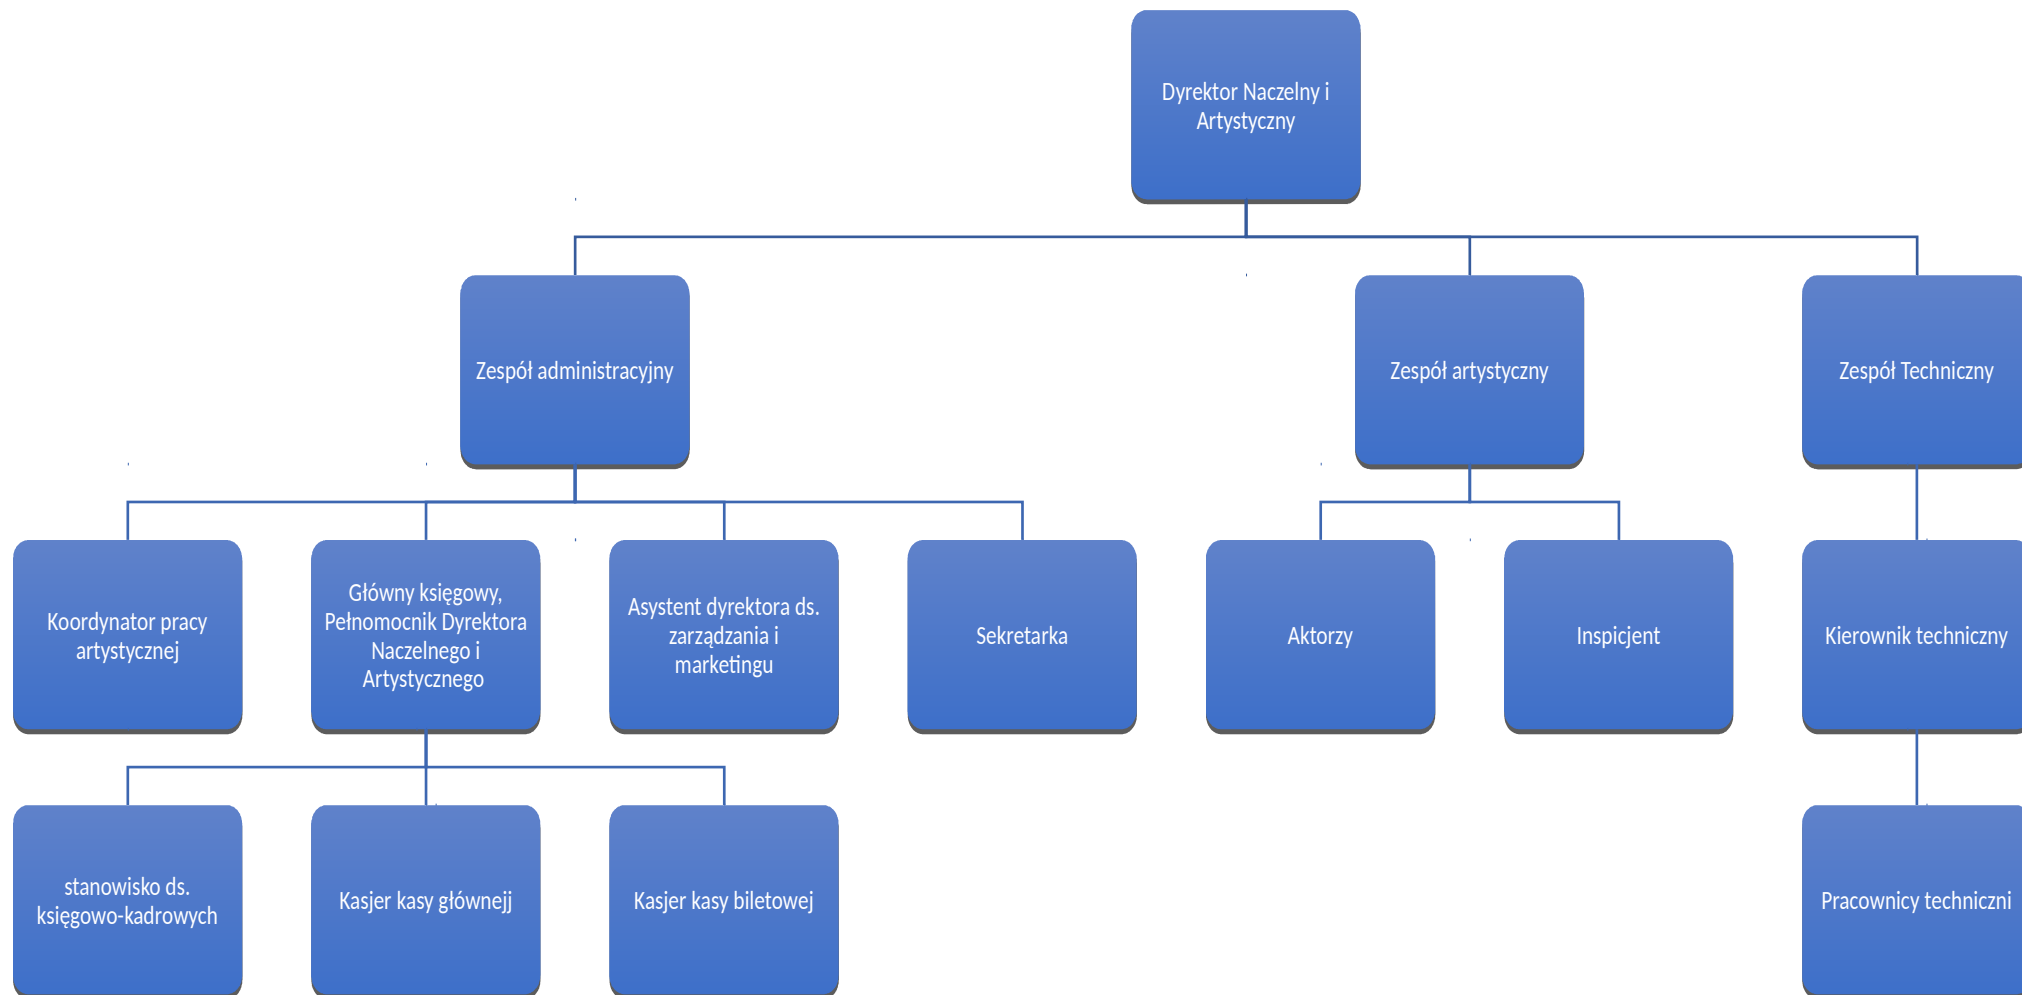 Dyrektor Naczelny i
Artystyczny
Zespół administracyjny
Zespół artystyczny
Zespół Techniczny
Koordynator pracy
artystycznej
Główny księgowy,
Pełnomocnik Dyrektora
Naczelnego i
Artystycznego
Asystent dyrektora ds.
zarządzania i
marketingu
Sekretarka
Aktorzy
Inspicjent
Kierownik techniczny
stanowisko ds.
księgowo-kadrowych
Kasjer kasy głównejj
Kasjer kasy biletowej
Pracownicy techniczni